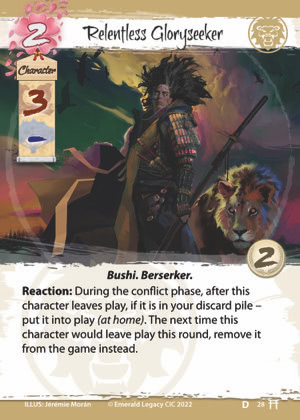 2
Relentless Gloryseeker
Character
3
2
Bushi. Berserker.
Reaction: During the conflict phase, after this
character leaves play, if it is in your discard pile –
put it into play (at home). The next time this
character would leave play this round, remove it
from the game instead.
ILLUS: Jérémie Morán © Emerald Legacy CIC 2022 D 28